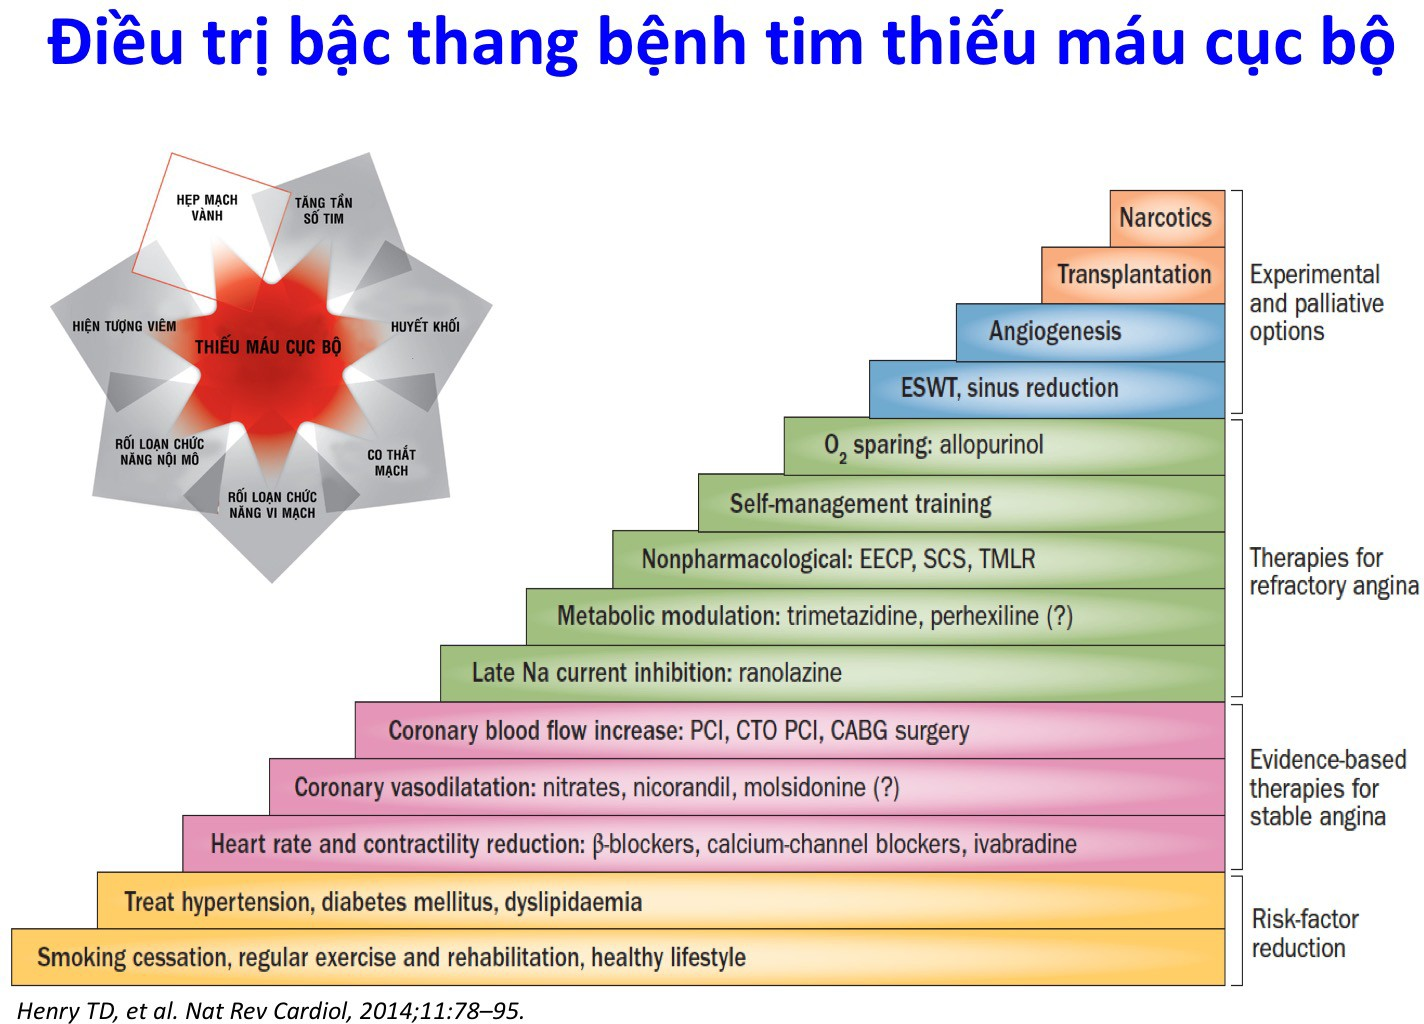 Điều trị bậc thang bệnh tim thiếu máu cục bộ
HẸP MẠCH
VÀNH
TĂNG TẦN
SỐ TIM
HIỆN TƯỢNG VIÊM
HUYẾT KHỐI
THIẾU MÁU CỤC BỘ
RỐI LOẠN CHỨC
NĂNG NỘI MÔ
CO THẮT
MẠCH
RỐI LOẠN CHỨC
NĂNG VI MẠCH
Narcotics
Transplantation
Angiogenesis
ESWT, sinus reduction
Experimental
and palliative
options
O₂ sparing: allopurinol
Self-management training
Nonpharmacological: EECP, SCS, TMLR
Metabolic modulation: trimetazidine, perhexiline (?)
Late Na current inhibition: ranolazine
Therapies for
refractory angina
Coronary blood flow increase: PCI, CTO PCI, CABG surgery
Coronary vasodilatation: nitrates, nicorandil, molsidonine (?)
Heart rate and contractility reduction: β-blockers, calcium-channel blockers, ivabradine
Evidence-based
therapies for
stable angina
Treat hypertension, diabetes mellitus, dyslipidaemia
Smoking cessation, regular exercise and rehabilitation, healthy lifestyle
Risk-factor
reduction
Henry TD, et al. Nat Rev Cardiol, 2014;11:78–95.